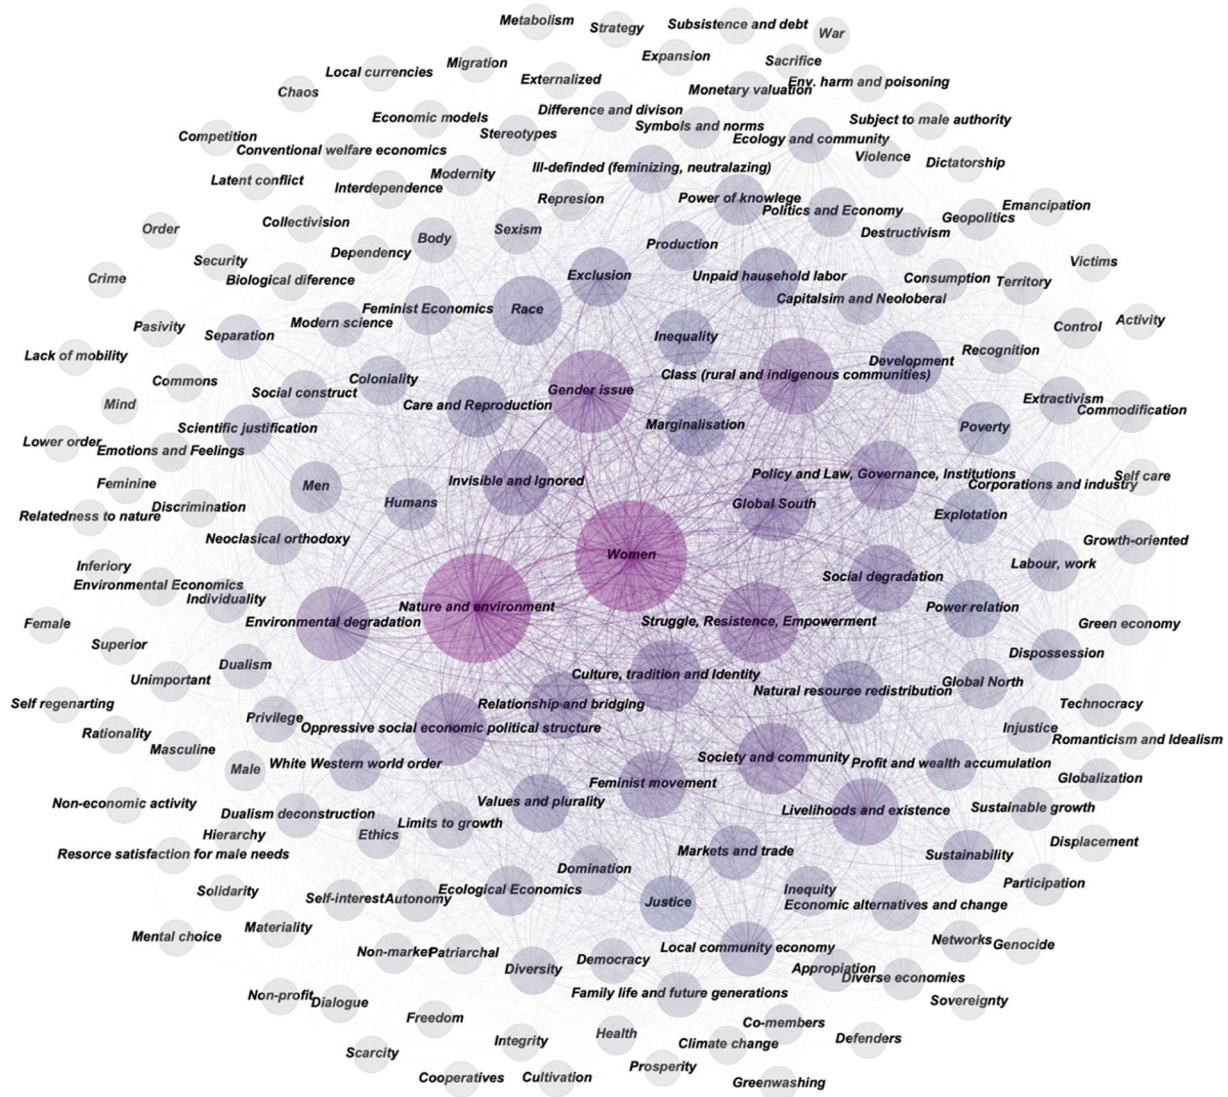 Metabolism
Strategy
Subsistence and debt
War
Expansion
Sacrifice
Migration
Local currencies
Externalized
Env. harm and poisoning
Monetary valuation
Chaos
Difference and divison
Economic models
Subject to male authority
Symbols and norms
Stereotypes
Competition
Ecology and community
Conventional welfare economics
Violence
Dictatorship
Ill-definded (feminizing, neutralazing)
Modernity
Latent conflict
Interdependence
Represion
Power of knowlege
Emancipation
Politics and Economy
Geopolitics
Collectivision
Order
Sexism
Destructivism
Body
Production
Dependency
Security
Victims
Exclusion
Unpaid household labor
Crime
Biological diference
Consumption
Territory
Capitalsim and Neoloberal
Feminist Economics
Race
Activity
Modern science
Pasivity
Control
Separation
Inequality
Recognition
Lack of mobility
Development
Class (rural and indigenous communities)
Coloniality
Commons
Gender issue
Social construct
Extractivism
Mind
Care and Reproduction
Commodification
Marginalisation
Scientific justification
Poverty
Lower order
Emotions and Feelings
Policy and Law, Governance, Institutions
Self care
Invisible and Ignored
Feminine
Men
Corporations and industry
Humans
Global South
Discrimination
Relatedness to nature
Explotation
Neoclasical orthodoxy
Growth-oriented
Women
Labour, work
Inferiory
Social degradation
Environmental Economics
Individuality
Nature and environment
Power relation
Environmental degradation
Struggle, Resistence, Empowerment
Female
Green economy
Superior
Dispossession
Dualism
Culture, tradition and Identity
Unimportant
Global North
Natural resource redistribution
Self regenarting
Relationship and bridging
Technocracy
Privilege
Oppressive social economic political structure
Injustice
Rationality
Romanticism and Idealism
Masculine
Society and community
White Western world order
Profit and wealth accumulation
Male
Globalization
Feminist movement
Non-economic activity
Values and plurality
Sustainable growth
Livelihoods and existence
Dualism deconstruction
Limits to growth
Hierarchy
Ethics
Displacement
Markets and trade
Resorce satisfaction for male needs
Sustainability
Domination
Participation
Solidarity
Ecological Economics
Inequity
Self-interest
Autonomy
Justice
Economic alternatives and change
Materiality
Mental choice
Networks
Genocide
Local community economy
Non-market
Patriarchal
Democracy
Diversity
Appropiation
Diverse economies
Family life and future generations
Non-profit
Dialogue
Sovereignty
Freedom
Co-members
Health
Defenders
Integrity
Climate change
Scarcity
Prosperity
Cooperatives
Cultivation
Greenwashing